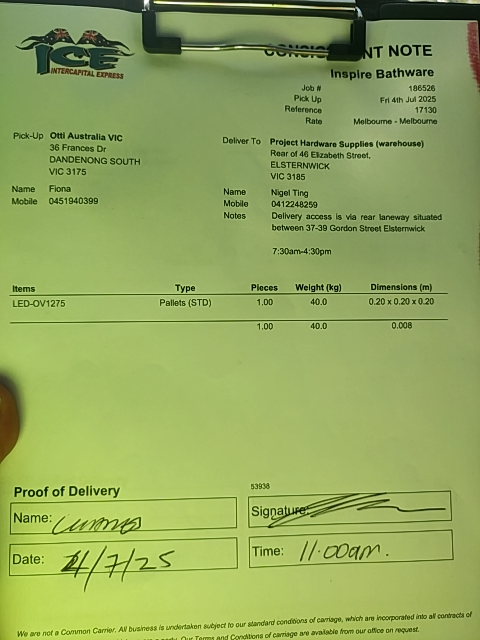 ICE
INTERCAPITAL EXPRESS
CONSIGNMENT NOTE
Inspire Bathware
Job # 186526
Pick Up Fri 4th Jul 2025
Reference 17130
Rate Melbourne - Melbourne
Pick-Up Otti Australia VIC
36 Frances Dr
DANDENONG SOUTH
VIC 3175
Name Fiona
Mobile 0451940399
Deliver To Project Hardware Supplies (warehouse)
Rear of 46 Elizabeth Street,
ELSTERNWICK
VIC 3185
Name Nigel Ting
Mobile 0412248259
Notes Delivery access is via rear laneway situated
between 37-39 Gordon Street Elsternwick
7:30am-4:30pm
Items Type Pieces Weight (kg) Dimensions (m)
LED-OV1275 Pallets (STD) 1.00 40.0 0.20 x 0.20 x 0.20
1.00 40.0 0.008
Proof of Delivery
53938
Name:
Signature:
Date: 4/7/25
Time: 11:00am.
We are not a Common Carrier. All business is undertaken subject to our standard conditions of carriage, which are incorporated into all contracts of
Our Terms and Conditions of carriage are available from our office on request.